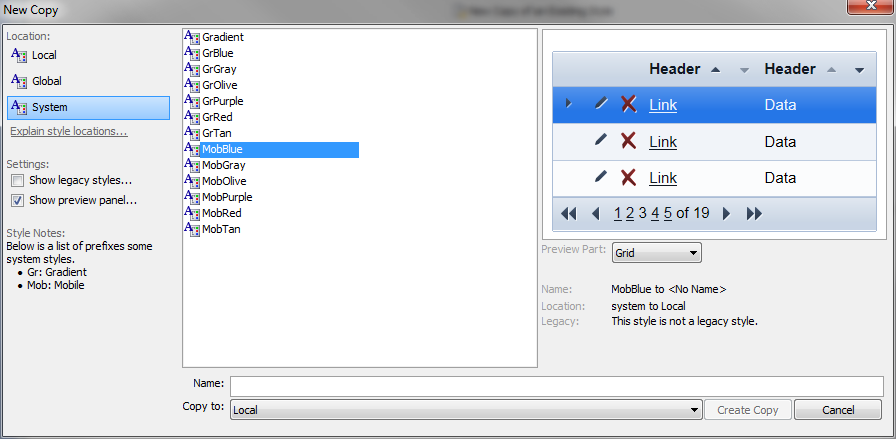 New Copy
Location:
Local
Global
System
Explain style locations...
Settings:
Show legacy styles...
Show preview panel...
Style Notes:
Below is a list of prefixes some
system styles.
• Gr: Gradient
• Mob: Mobile
Gradient
GrBlue
GrGray
GrOlive
GrPurple
GrRed
GrTan
MobBlue
MobGray
MobOlive
MobPurple
MobRed
MobTan
Header Header
Link Data
Link Data
Link Data
1 2 3 4 5 of 19
Preview Part: Grid
Name: MobBlue to <No Name>
Location: system to Local
Legacy: This style is not a legacy style.
Name:
Copy to: Local Create Copy Cancel